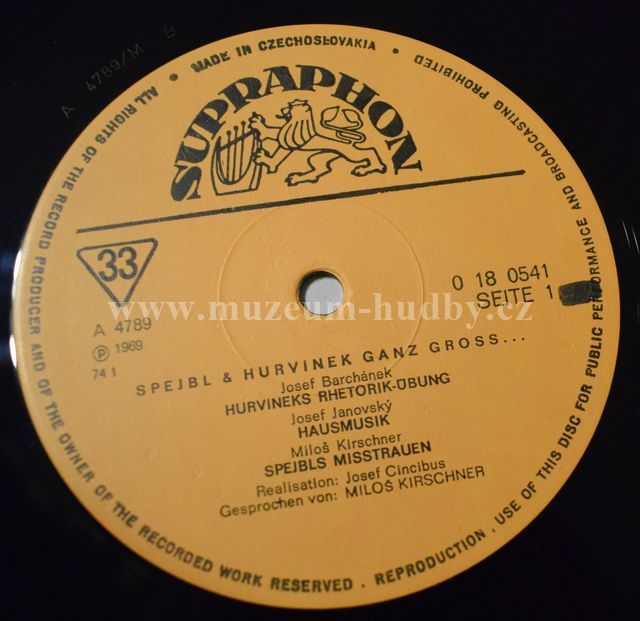 A 4789/M B
MADE IN CZECHOSLOVAKIA • ALL RIGHTS OF THE RECORD PRODUCER AND OF THE OWNER OF THE RECORDED WORK RESERVED • REPRODUCTION, USE OF THIS DISC FOR PUBLIC PERFORMANCE AND BROADCASTING PROHIBITED
SUPRAPHON
33
0 18 0541
SEITE 1
www.muzeum-hudby.cz
A 4789
Ⓟ 1969
74 1
SPEJBL & HURVINEK GANZ GROSS...
Josef Barchánek
HURVINEKS RHETORIK-ÜBUNG
Josef Janovský
HAUSMUSIK
Miloš Kirschner
SPEJBLS MISSTRAUEN
Realisation: Josef Cincibus
Gesprochen von: MILOŠ KIRSCHNER